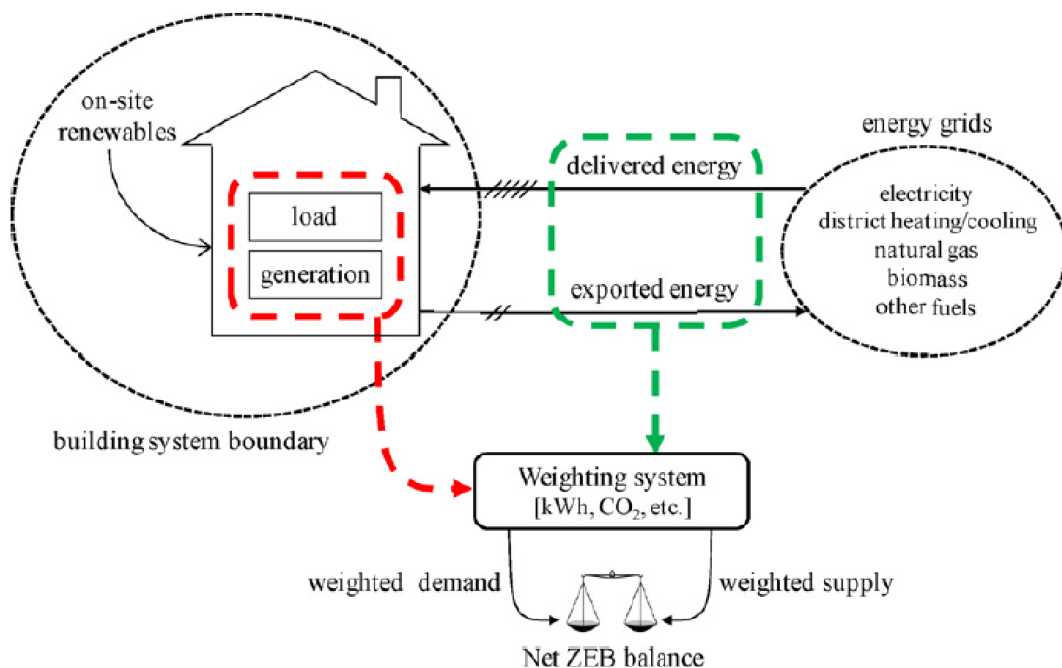 on-site
renewables
load
generation
building system boundary
delivered energy
exported energy
energy grids
electricity
district heating/cooling
natural gas
biomass
other fuels
Weighting system
[kWh, CO₂, etc.]
weighted demand
weighted supply
Net ZEB balance